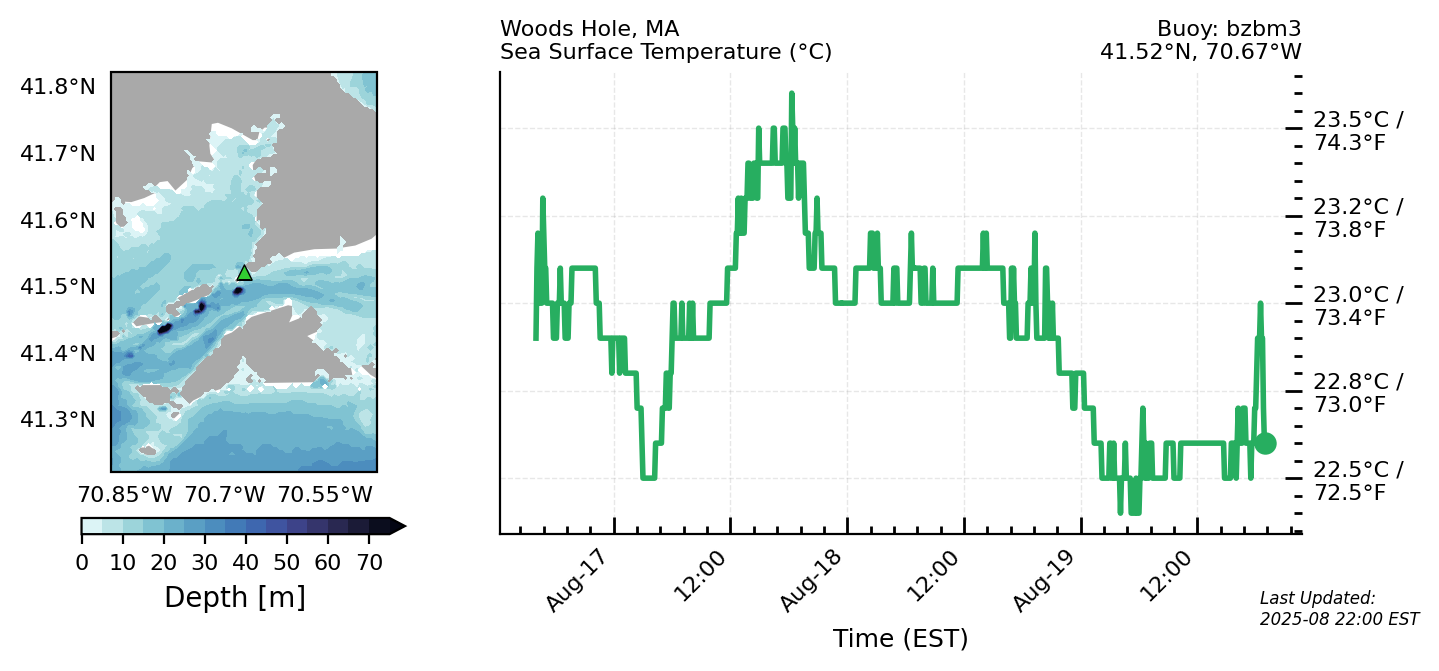 Woods Hole, MA
Sea Surface Temperature (°C)
Buoy: bzbm3
41.52°N, 70.67°W
41.8°N
41.7°N
41.6°N
41.5°N
41.4°N
41.3°N
70.85°W 70.7°W 70.55°W
0 10 20 30 40 50 60 70
Depth [m]
23.5°C /
74.3°F
23.2°C /
73.8°F
23.0°C /
73.4°F
22.8°C /
73.0°F
22.5°C /
72.5°F
Aug-17 12:00 Aug-18 12:00 Aug-19 12:00
Time (EST)
Last Updated:
2025-08 22:00 EST